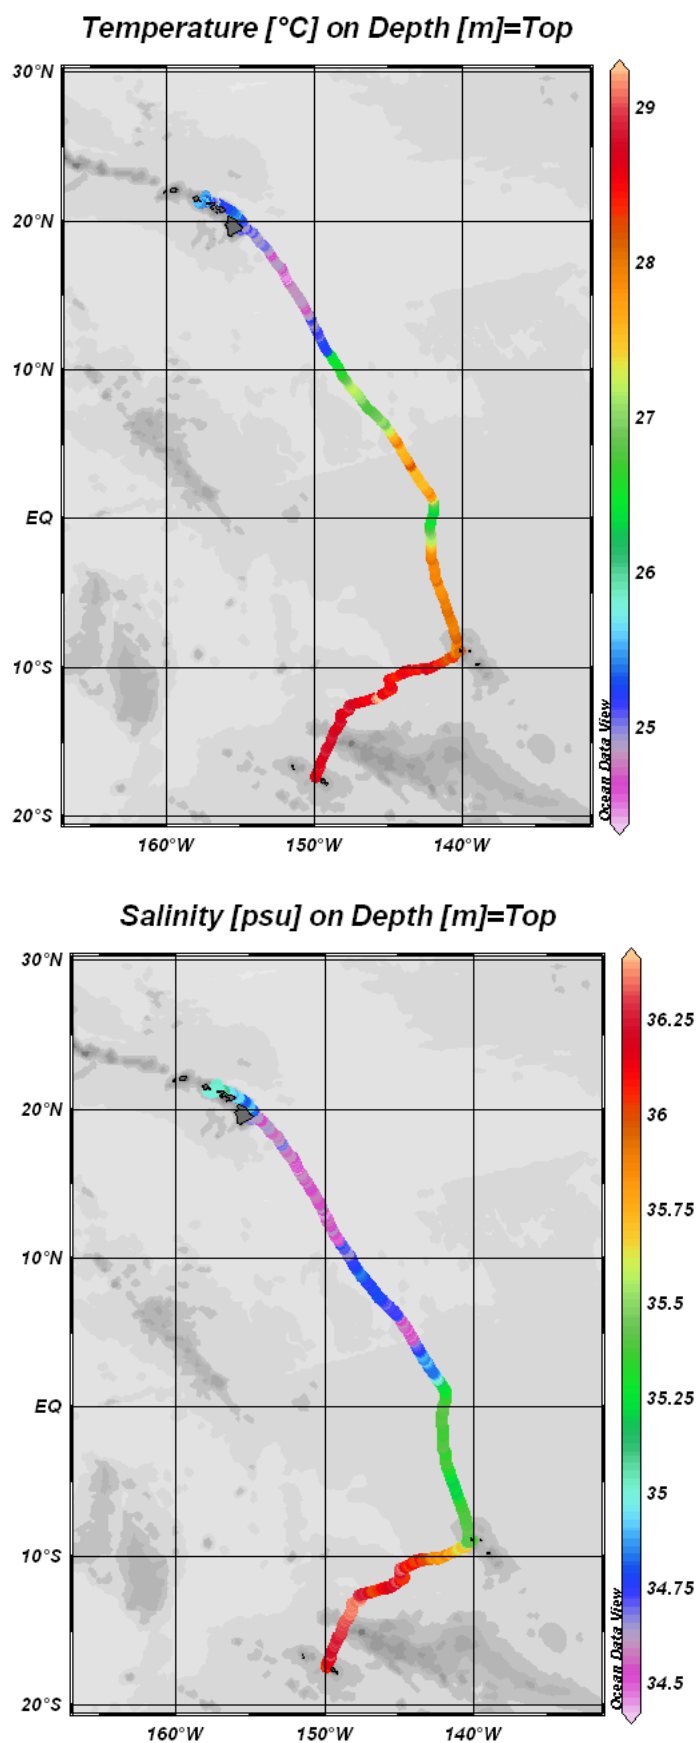 Temperature [°C] on Depth [m]=Top
30°N
20°N
10°N
EQ
10°S
20°S
160°W
150°W
140°W
29
28
27
26
25
Ocean Data View
Salinity [psu] on Depth [m]=Top
30°N
20°N
10°N
EQ
10°S
20°S
160°W
150°W
140°W
36.25
36
35.75
35.5
35.25
35
34.75
34.5
Ocean Data View